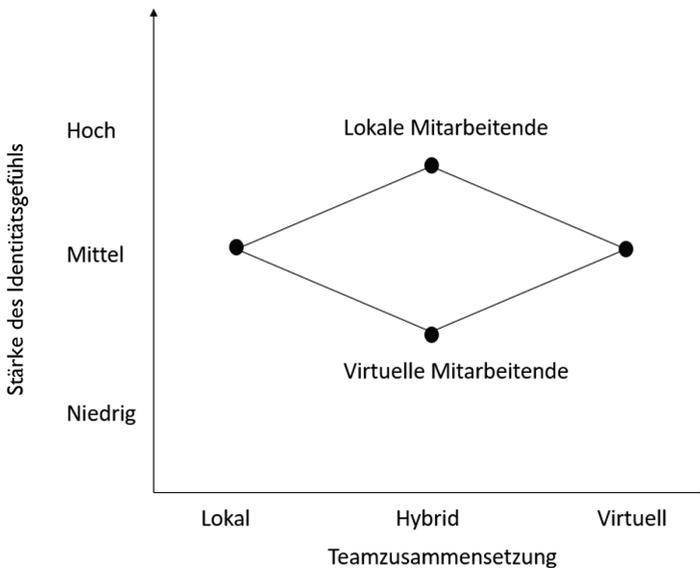 Hoch
Lokale Mitarbeitende
Stärke des Identitätsgefühls
Mittel
Virtuelle Mitarbeitende
Niedrig
Lokal
Hybrid
Virtuell
Teamzusammensetzung